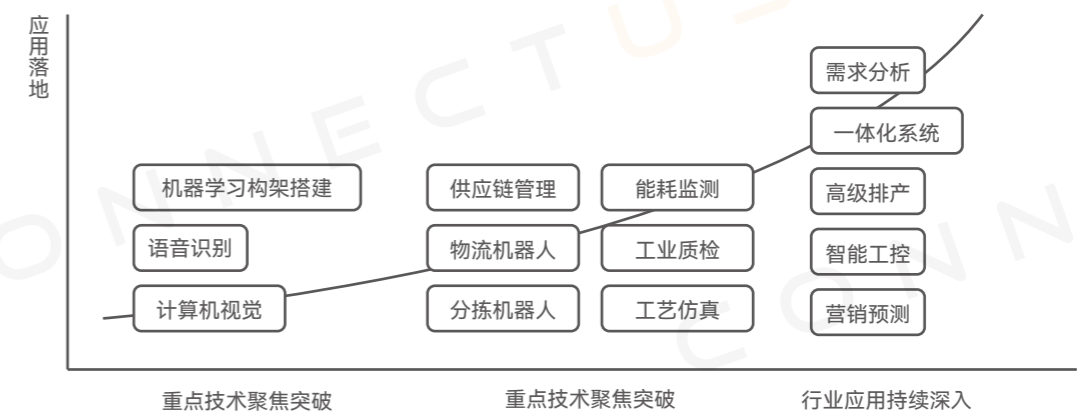 应用落地
需求分析
一体化系统
机器学习构架搭建
供应链管理
能耗监测
高级排产
语音识别
物流机器人
工业质检
智能工控
计算机视觉
分拣机器人
工艺仿真
营销预测
重点技术聚焦突破
重点技术聚焦突破
行业应用持续深入
CONNECTUS
CONN